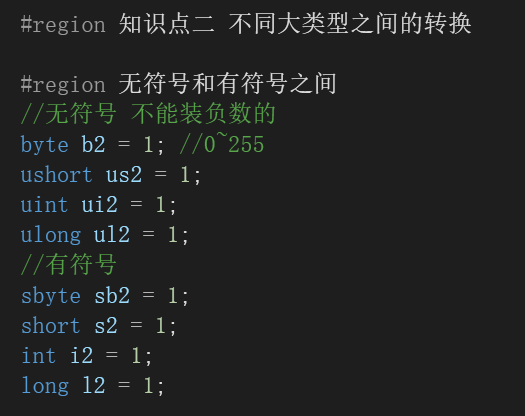 #region 知识点二 不同大类型之间的转换
#region 无符号和有符号之间
//无符号 不能装负数的
byte b2 = 1; //0~255
ushort us2 = 1;
uint ui2 = 1;
ulong ul2 = 1;
//有符号
sbyte sb2 = 1;
short s2 = 1;
int i2 = 1;
long l2 = 1;